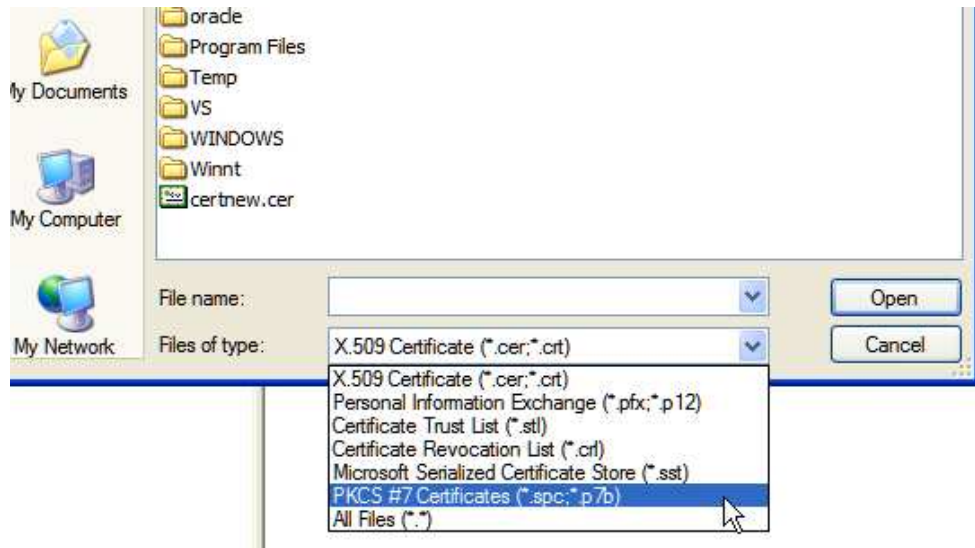 oracle
Program Files
Temp
My Documents
VS
WINDOWS
Winnt
certnew.cer
My Computer
File name:
Open
My Network
Files of type:
X.509 Certificate (*.cer;*.crt)
Cancel
X.509 Certificate (*.cer;*.crt)
Personal Information Exchange (*.pfx;*.p12)
Certificate Trust List (*.stl)
Certificate Revocation List (*.crl)
Microsoft Serialized Certificate Store (*.sst)
PKCS #7 Certificates (*.spc;*.p7b)
All Files (*.*)